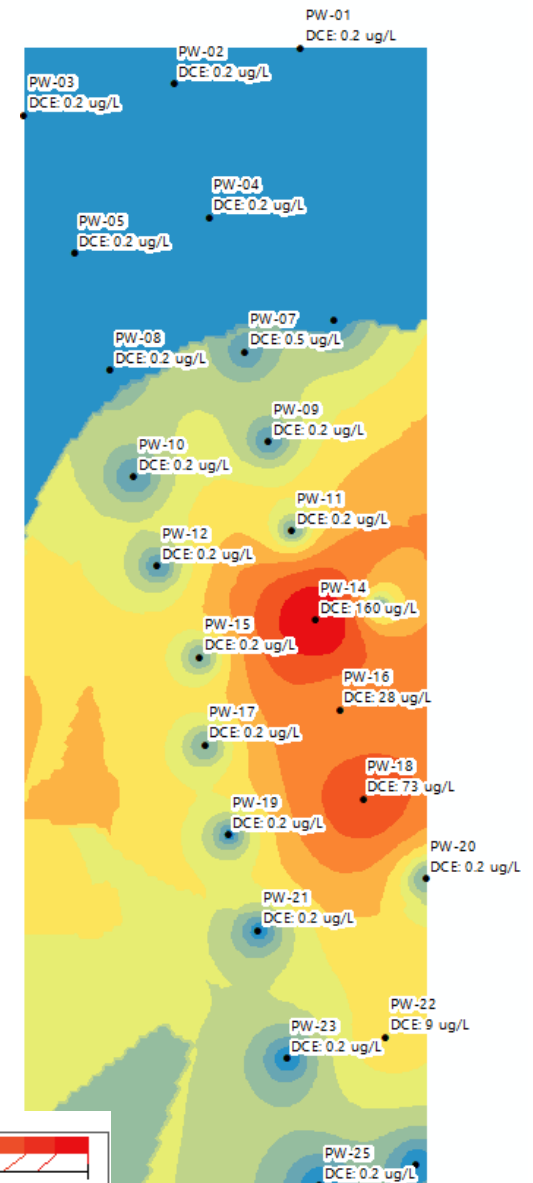 PW-01
DCE: 0.2 ug/L
PW-02
DCE: 0.2 ug/L
PW-03
DCE: 0.2 ug/L
PW-04
DCE: 0.2 ug/L
PW-05
DCE: 0.2 ug/L
PW-07
DCE: 0.5 ug/L
PW-08
DCE: 0.2 ug/L
PW-09
DCE: 0.2 ug/L
PW-10
DCE: 0.2 ug/L
PW-11
DCE: 0.2 ug/L
PW-12
DCE: 0.2 ug/L
PW-14
DCE: 160 ug/L
PW-15
DCE: 0.2 ug/L
PW-16
DCE: 28 ug/L
PW-17
DCE: 0.2 ug/L
PW-18
DCE: 73 ug/L
PW-19
DCE: 0.2 ug/L
PW-20
DCE: 0.2 ug/L
PW-21
DCE: 0.2 ug/L
PW-22
DCE: 9 ug/L
PW-23
DCE: 0.2 ug/L
PW-25
DCE: 0.2 ug/L